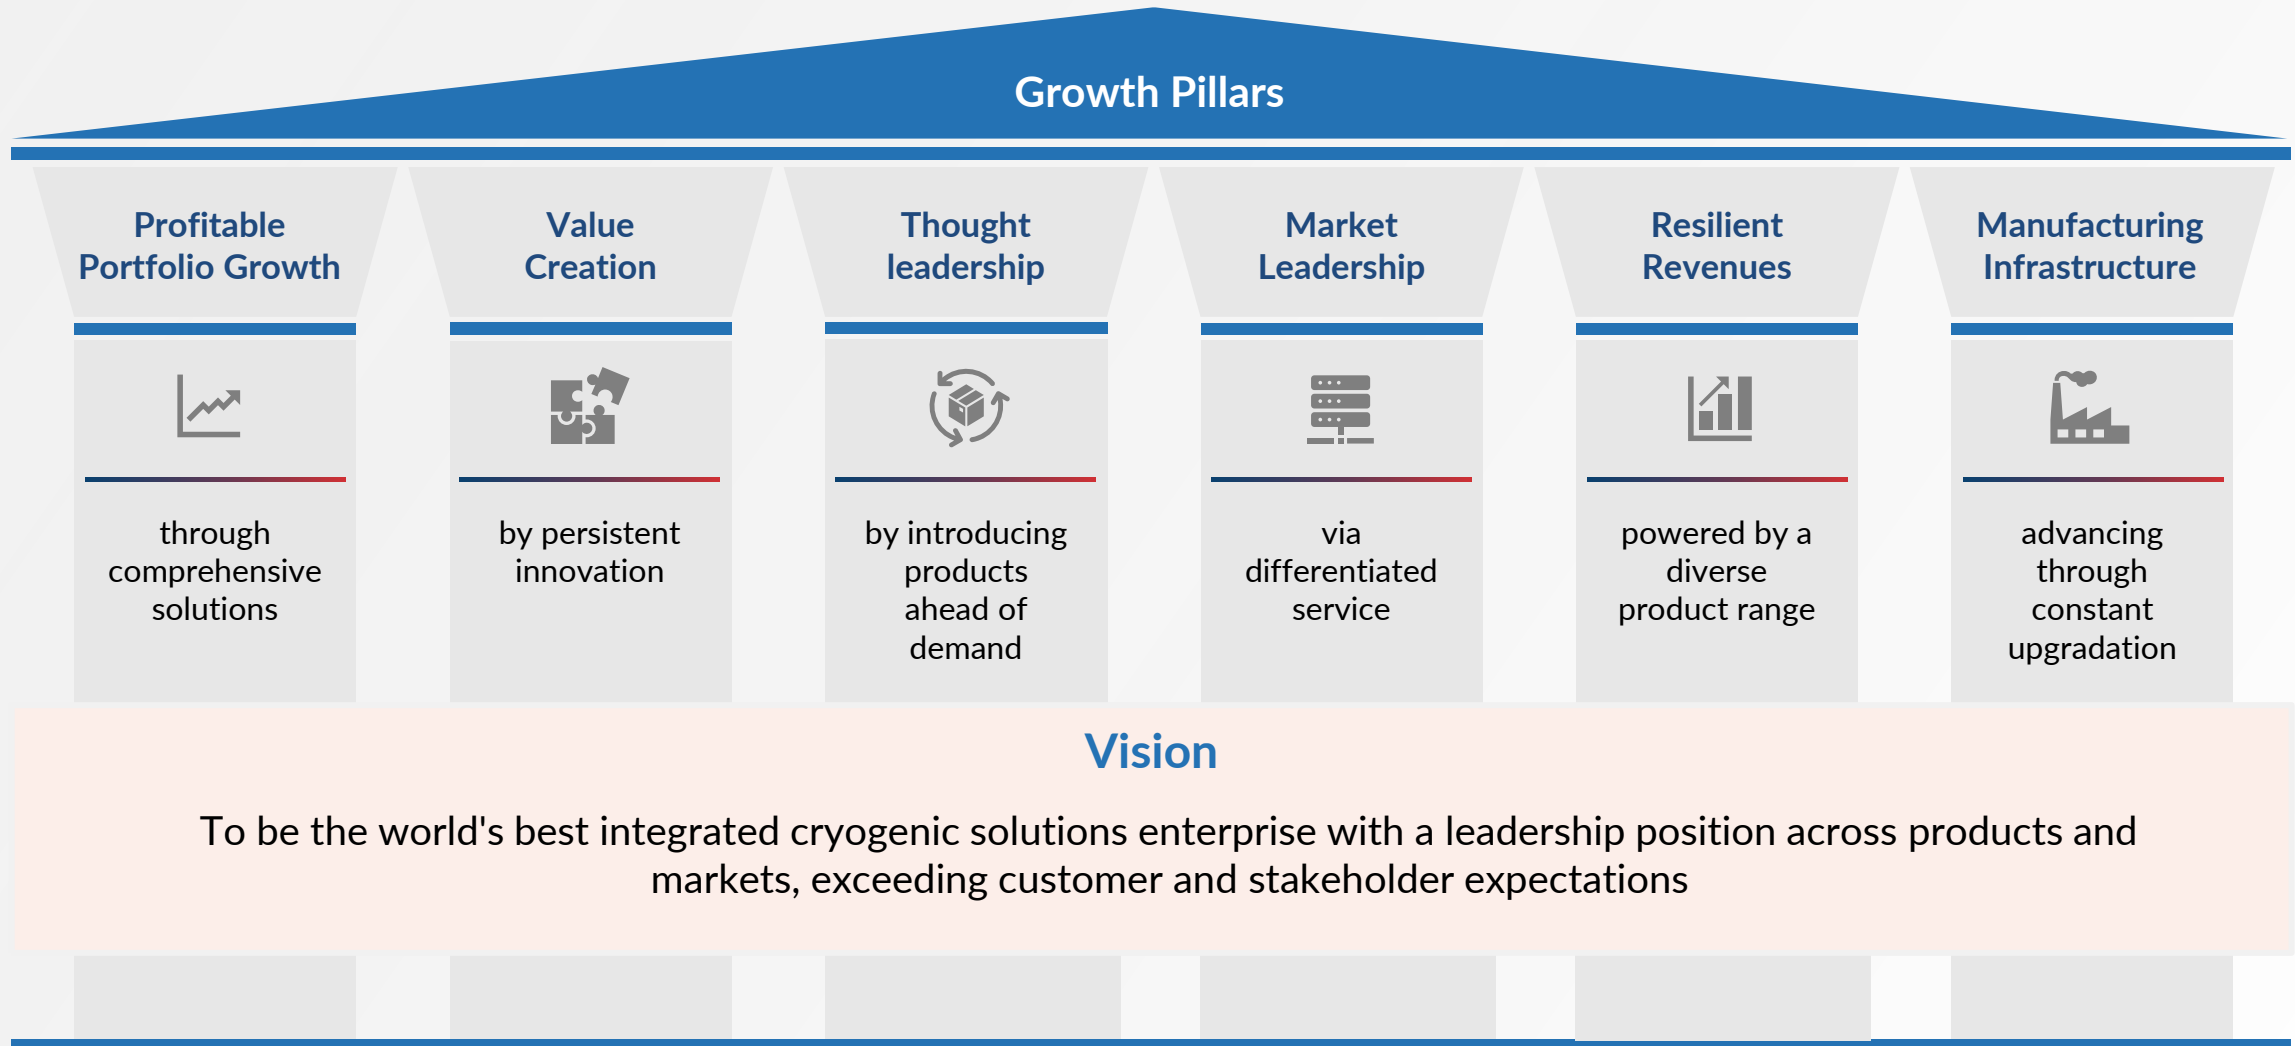 Growth Pillars
Profitable
Portfolio Growth
Value
Creation
Thought
leadership
Market
Leadership
Resilient
Revenues
Manufacturing
Infrastructure
through
comprehensive
solutions
by persistent
innovation
by introducing
products
ahead of
demand
via
differentiated
service
powered by a
diverse
product range
advancing
through
constant
upgradation
Vision
To be the world's best integrated cryogenic solutions enterprise with a leadership position across products and
markets, exceeding customer and stakeholder expectations